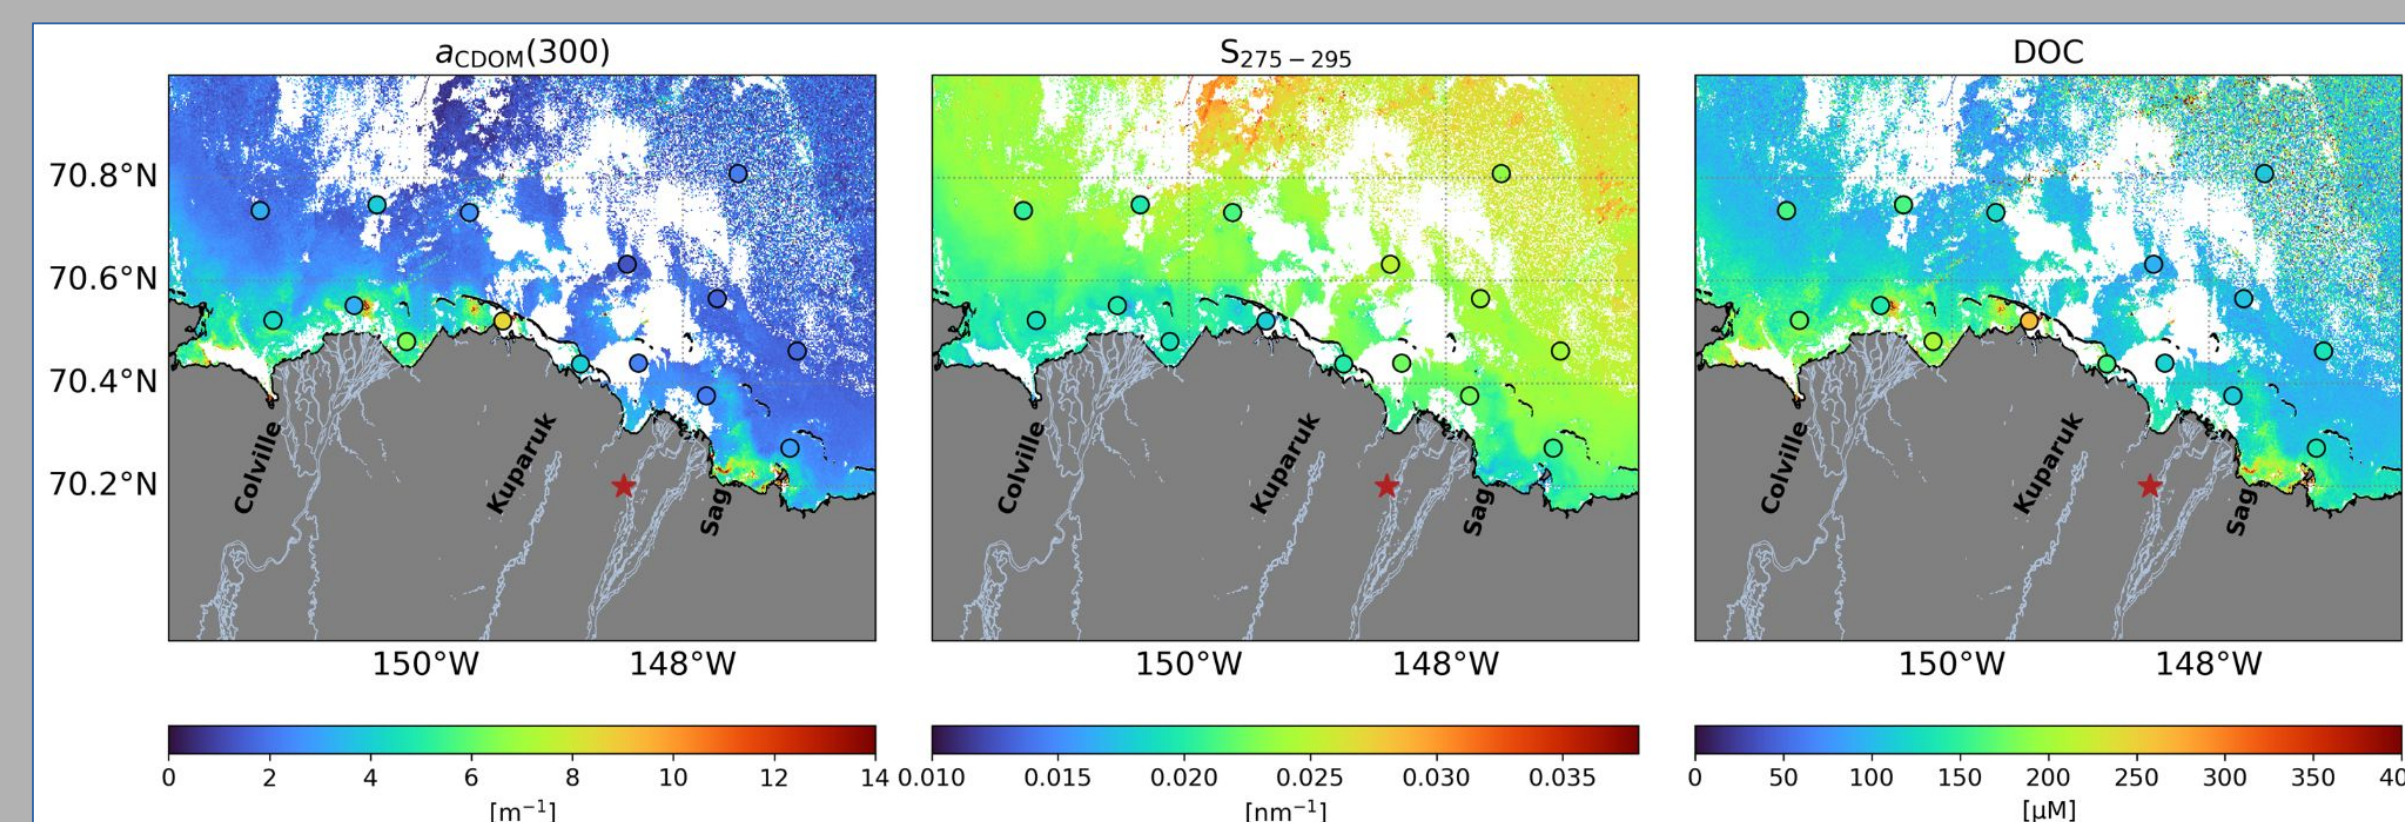 a_CDOM(300)
S_275 − 295
DOC
70.8°N
70.6°N
70.4°N
70.2°N
Colville
Kuparuk
Sag
Colville
Kuparuk
Sag
Colville
Kuparuk
Sag
150°W 148°W
150°W 148°W
150°W 148°W
0 2 4 6 8 10 12 14
[m⁻¹]
0.010 0.015 0.020 0.025 0.030 0.035
[nm⁻¹]
0 50 100 150 200 250 300 350 40
[µM]